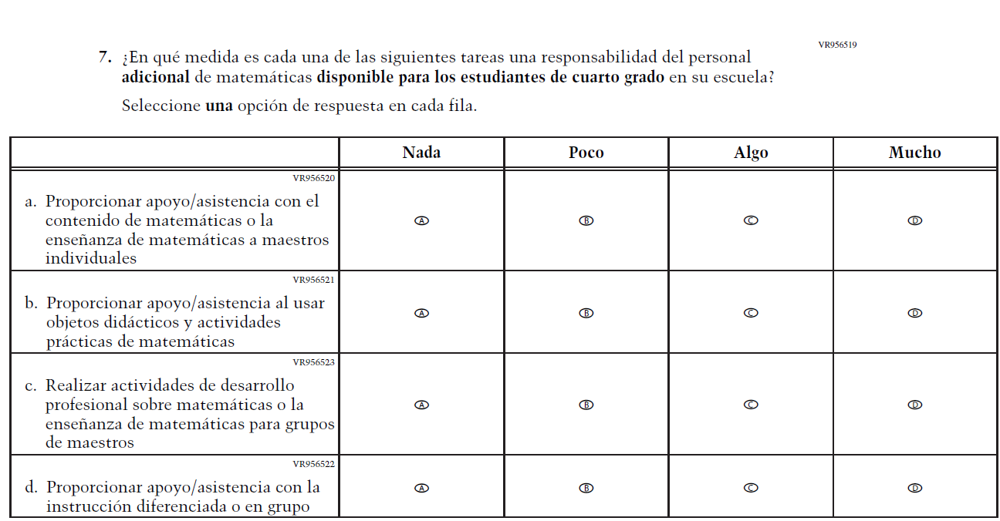 VR956519
7. ¿En qué medida es cada una de las siguientes tareas una responsabilidad del personal
adicional de matemáticas disponible para los estudiantes de cuarto grado en su escuela?
Seleccione una opción de respuesta en cada fila.
Nada Poco Algo Mucho
VR956520
a. Proporcionar apoyo/asistencia con el
contenido de matemáticas o la
enseñanza de matemáticas a maestros
individuales
A B C D
VR956521
b. Proporcionar apoyo/asistencia al usar
objetos didácticos y actividades
prácticas de matemáticas
A B C D
VR956523
c. Realizar actividades de desarrollo
profesional sobre matemáticas o la
enseñanza de matemáticas para grupos
de maestros
A B C D
VR956522
d. Proporcionar apoyo/asistencia con la
instrucción diferenciada o en grupo
A B C D